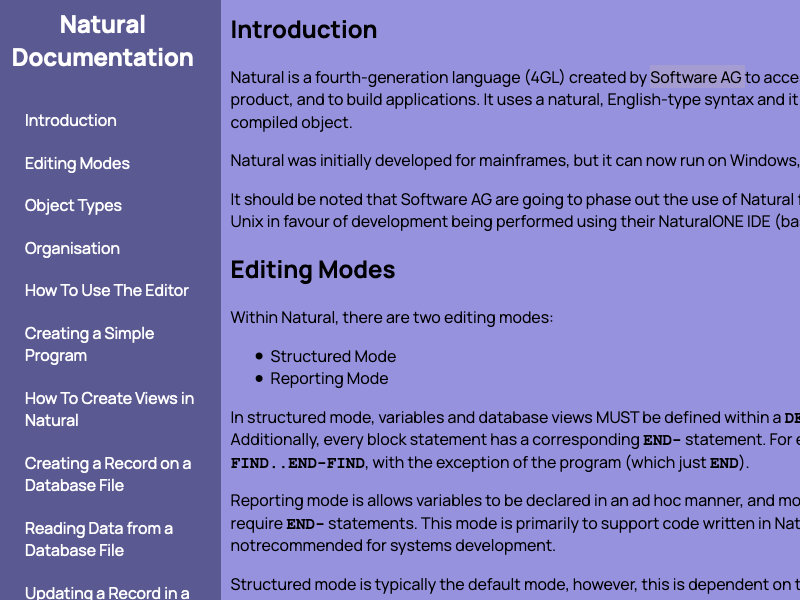 Natural
Documentation
Introduction
Editing Modes
Object Types
Organisation
How To Use The Editor
Creating a Simple
Program
How To Create Views in
Natural
Creating a Record on a
Database File
Reading Data from a
Database File
Updating a Record in a
Introduction
Natural is a fourth-generation language (4GL) created by Software AG to acce
product, and to build applications. It uses a natural, English-type syntax and it
compiled object.
Natural was initially developed for mainframes, but it can now run on Windows,
It should be noted that Software AG are going to phase out the use of Natural f
Unix in favour of development being performed using their NaturalONE IDE (ba
Editing Modes
Within Natural, there are two editing modes:
• Structured Mode
• Reporting Mode
In structured mode, variables and database views MUST be defined within a DE
Additionally, every block statement has a corresponding END- statement. For e
FIND..END-FIND, with the exception of the program (which just END).
Reporting mode is allows variables to be declared in an ad hoc manner, and mo
require END- statements. This mode is primarily to support code written in Nat
notrecommended for systems development.
Structured mode is typically the default mode, however, this is dependent on t